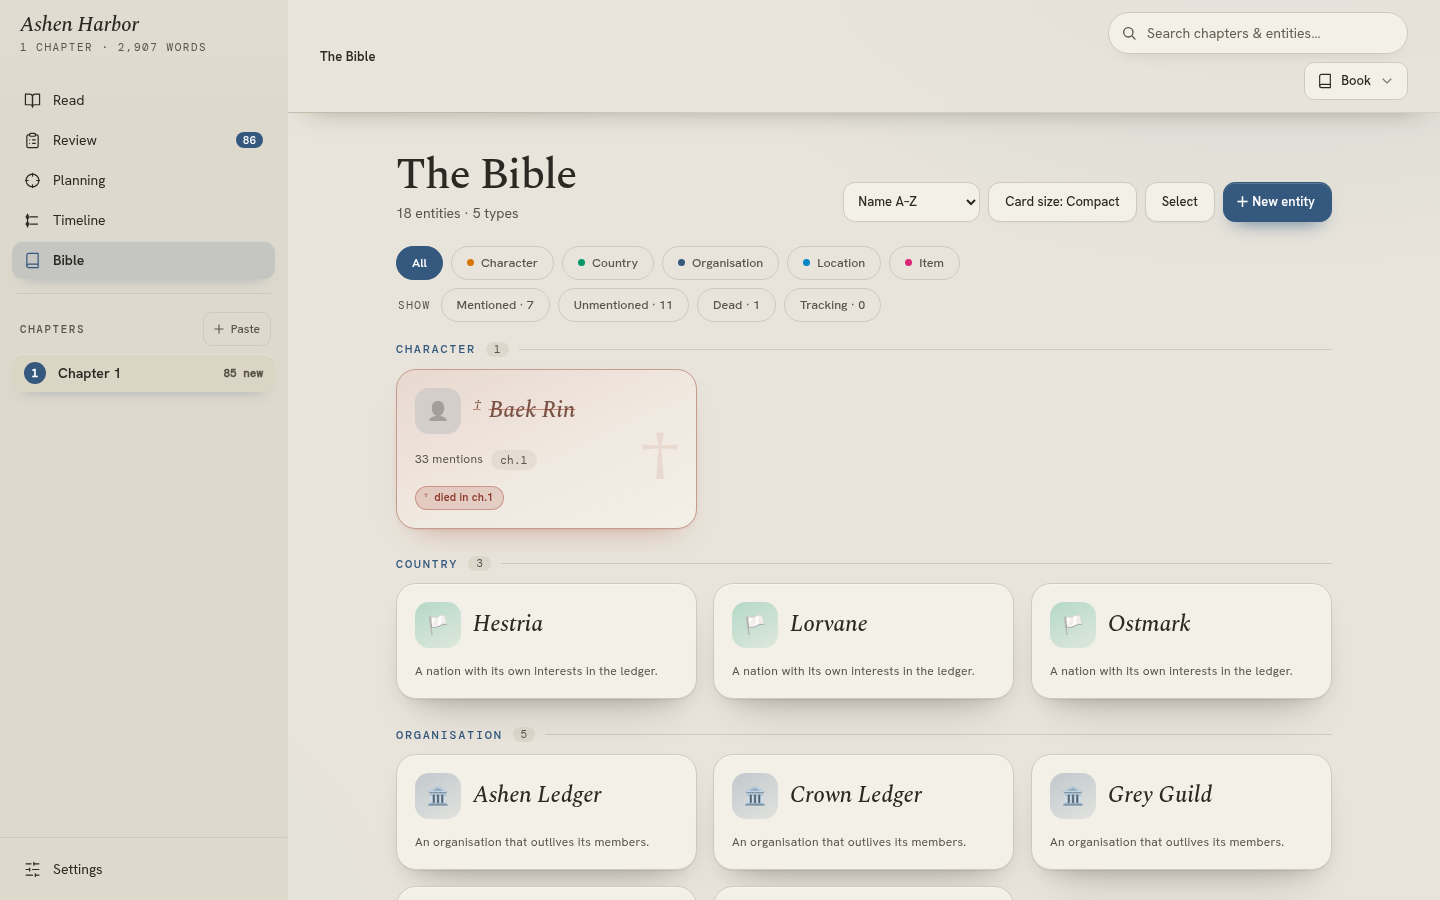 Ashen Harbor
1 CHAPTER · 2,907 WORDS
Read
Review 86
Planning
Timeline
Bible
CHAPTERS + Paste
1 Chapter 1 85 new
Settings
The Bible
Search chapters & entities...
Book
The Bible
18 entities · 5 types
Name A–Z Card size: Compact Select + New entity
All Character Country Organisation Location Item
SHOW Mentioned · 7 Unmentioned · 11 Dead · 1 Tracking · 0
CHARACTER 1
† Baek Rin
33 mentions ch.1
†
† died in ch.1
COUNTRY 3
Hestria Lorvane Ostmark
A nation with its own interests in the ledger. A nation with its own interests in the ledger. A nation with its own interests in the ledger.
ORGANISATION 5
Ashen Ledger Crown Ledger Grey Guild
An organisation that outlives its members. An organisation that outlives its members. An organisation that outlives its members.